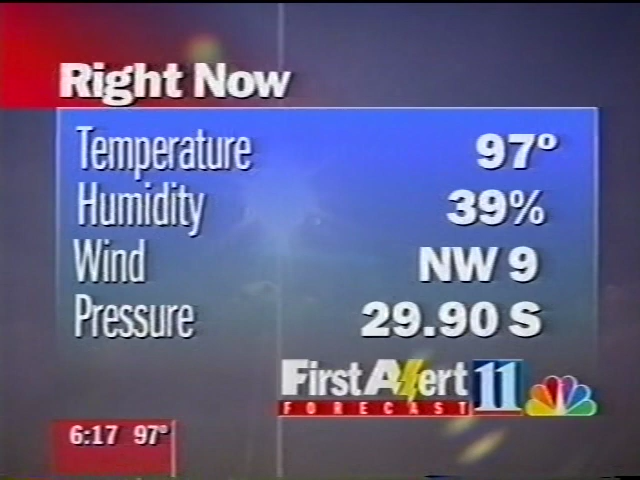 Right Now
Temperature 97°
Humidity 39%
Wind NW 9
Pressure 29.90 S
First Alert 11
FORECAST
6:17 97°